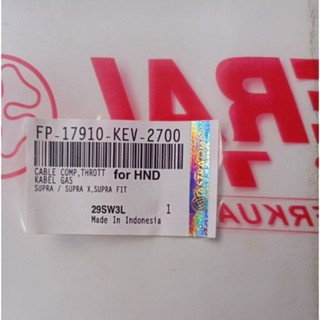 FP-17910-KEV-2700
CABLE COMP,THROTT for HND
KABEL GAS
SUPRA / SUPRA X,SUPRA FIT
29SW3L 1
Made In Indonesia